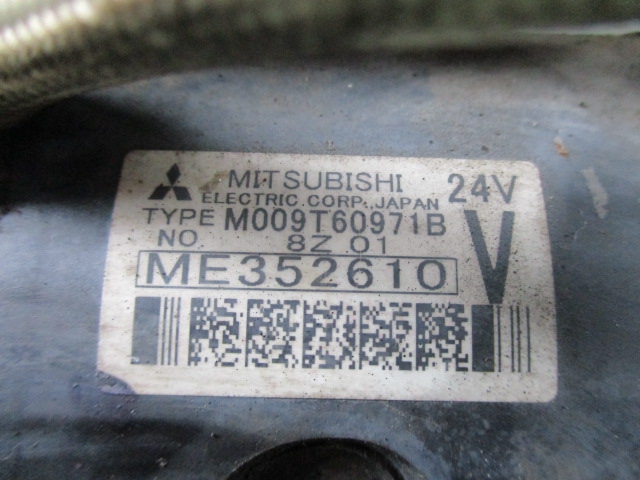 MITSUBISHI 24V
ELECTRIC CORP., JAPAN
TYPE M009T60971B
NO 8Z 01
ME352610 V